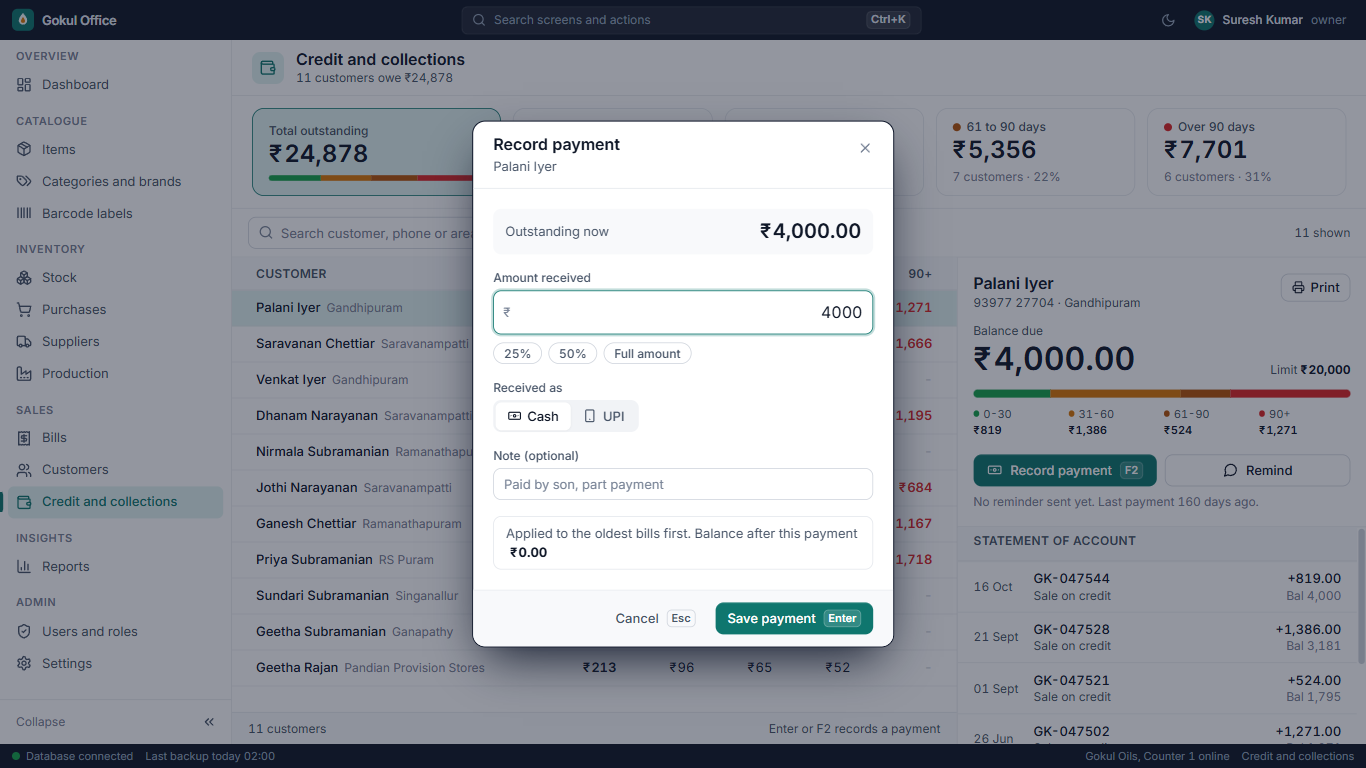 Gokul Office
Search screens and actions
Ctrl+K
SK
Suresh Kumar owner
OVERVIEW
Dashboard
CATALOGUE
Items
Categories and brands
Barcode labels
INVENTORY
Stock
Purchases
Suppliers
Production
SALES
Bills
Customers
Credit and collections
INSIGHTS
Reports
ADMIN
Users and roles
Settings
Collapse
Credit and collections
11 customers owe ₹24,878
Total outstanding
₹24,878
61 to 90 days
₹5,356
7 customers · 22%
Over 90 days
₹7,701
6 customers · 31%
Search customer, phone or area
11 shown
CUSTOMER
90+
Palani Iyer Gandhipuram
1,271
Saravanan Chettiar Saravanampatti
1,666
Venkat Iyer Gandhipuram
-
Dhanam Narayanan Saravanampatti
1,195
Nirmala Subramanian Ramanathapu
-
Jothi Narayanan Saravanampatti
₹684
Ganesh Chettiar Ramanathapuram
1,167
Priya Subramanian RS Puram
1,718
Sundari Subramanian Singanallur
-
Geetha Subramanian Ganapathy
-
Geetha Rajan Pandian Provision Stores ₹213 ₹96 ₹65 ₹52 -
11 customers
Enter or F2 records a payment
Record payment
Palani Iyer
Outstanding now
₹4,000.00
Amount received
₹ 4000
25% 50% Full amount
Received as
Cash UPI
Note (optional)
Paid by son, part payment
Applied to the oldest bills first. Balance after this payment
₹0.00
Cancel Esc
Save payment Enter
Palani Iyer
93977 27704 · Gandhipuram
Print
Balance due
₹4,000.00
Limit ₹20,000
0-30 31-60 61-90 90+
₹819 ₹1,386 ₹524 ₹1,271
Record payment F2
Remind
No reminder sent yet. Last payment 160 days ago.
STATEMENT OF ACCOUNT
16 Oct
GK-047544
Sale on credit
+819.00
Bal 4,000
21 Sept
GK-047528
Sale on credit
+1,386.00
Bal 3,181
01 Sept
GK-047521
Sale on credit
+524.00
Bal 1,795
26 Jun
GK-047502
+1,271.00
Database connected
Last backup today 02:00
Gokul Oils, Counter 1 online
Credit and collections